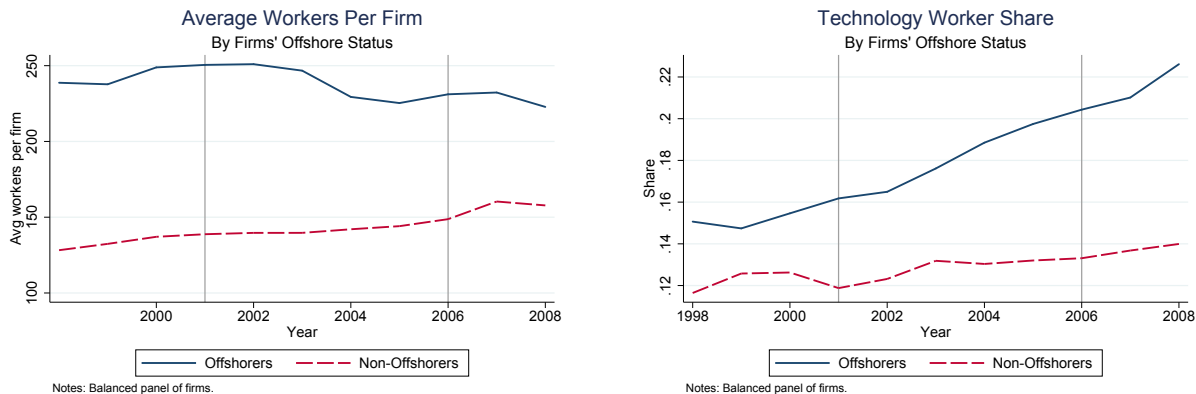 Average Workers Per Firm
By Firms' Offshore Status
Avg workers per firm
250
200
150
100
2000 2002 2004 2006 2008
Year
Offshorers Non-Offshorers
Notes: Balanced panel of firms.
Technology Worker Share
By Firms' Offshore Status
Share
.22
.2
.18
.16
.14
.12
1998 2000 2002 2004 2006 2008
Year
Offshorers Non-Offshorers
Notes: Balanced panel of firms.